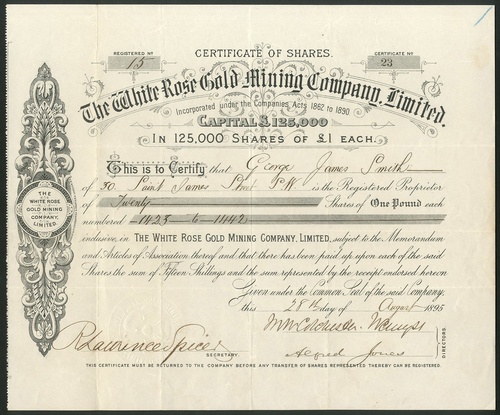 REGISTERED No
15
CERTIFICATE OF SHARES.
CERTIFICATE No
23
The White Rose Gold Mining Company, Limited.
Incorporated under the Companies Acts 1862 to 1890.
CAPITAL £125,000
IN 125,000 SHARES OF £1 EACH.
This is to Certify that George James Smith
of 30 Saint James Street SW is the Registered Proprietor
of Twenty Shares of One Pound each
numbered 1423 to 1442
inclusive, in THE WHITE ROSE GOLD MINING COMPANY, LIMITED, subject to the Memorandum
and Articles of Association thereof and that there has been paid up upon each of the said
Shares the sum of Fifteen Shillings and the sum represented by the receipt endorsed hereon
Given under the Common Seal of the said Company,
this 28th day of August 1895
R Lawrence Spicer
SECRETARY.
Alfred Jones
DIRECTORS.
THIS CERTIFICATE MUST BE RETURNED TO THE COMPANY BEFORE ANY TRANSFER OF SHARES REPRESENTED THEREBY CAN BE REGISTERED.
THE
WHITE ROSE
GOLD MINING
COMPANY,
LIMITED